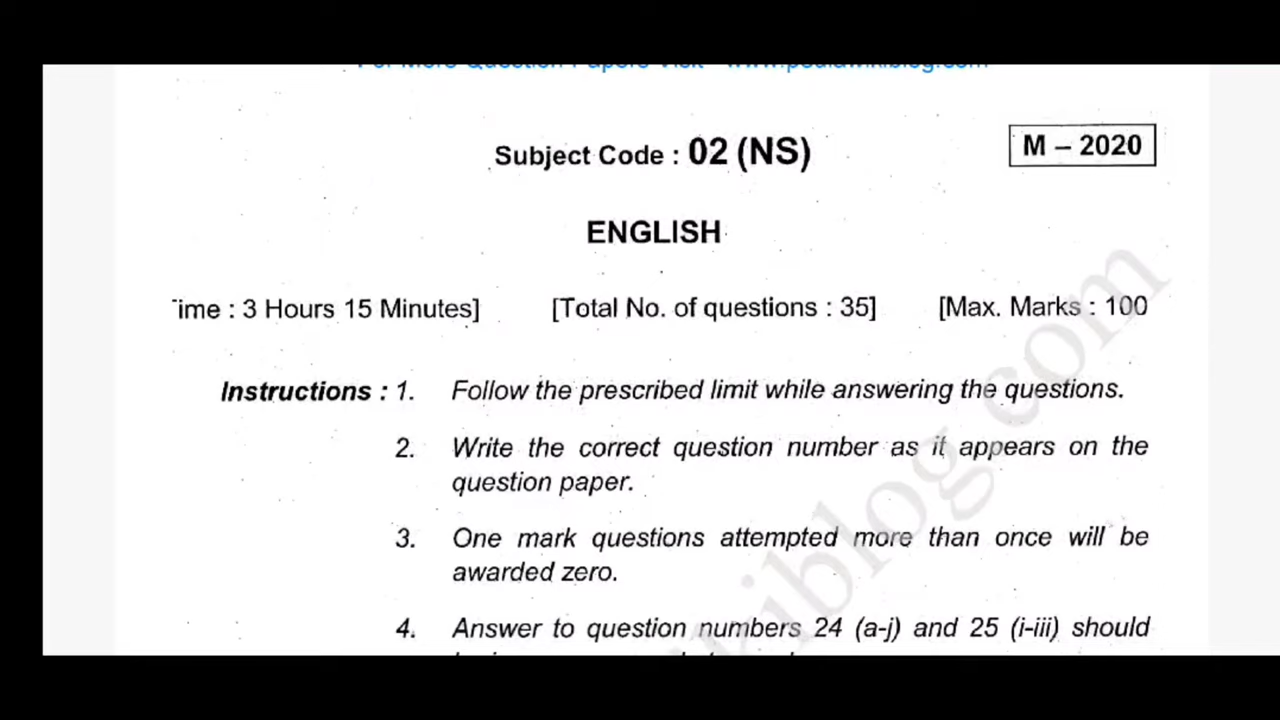 Subject Code : 02 (NS)
M – 2020
ENGLISH
ime : 3 Hours 15 Minutes] [Total No. of questions : 35] [Max. Marks : 100
Instructions : 1. Follow the prescribed limit while answering the questions.
2. Write the correct question number as it appears on the
question paper.
3. One mark questions attempted more than once will be
awarded zero.
4. Answer to question numbers 24 (a-j) and 25 (i-iii) should
kiblog.com